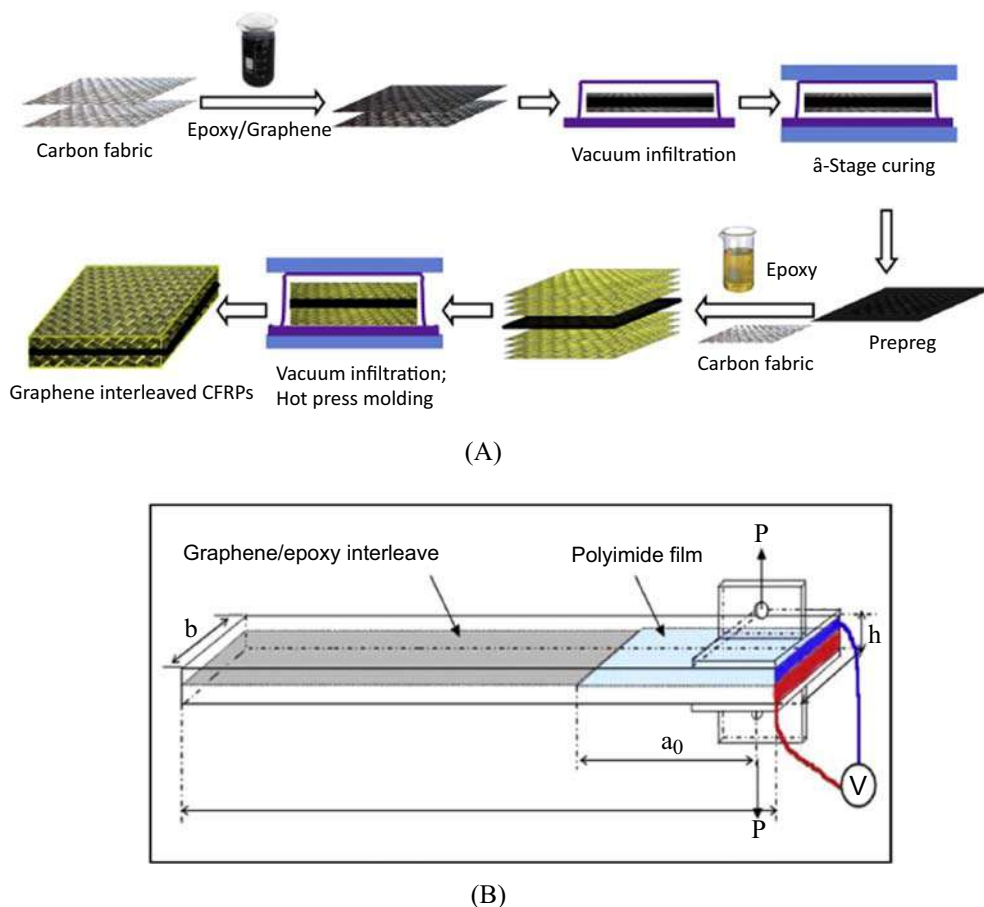 Carbon fabric
Epoxy/Graphene
Vacuum infiltration
â-Stage curing
Graphene interleaved CFRPs
Vacuum infiltration;
Hot press molding
Epoxy
Carbon fabric
Prepreg
(A)
Graphene/epoxy interleave
Polyimide film
P
b
h
a0
V
P
(B)